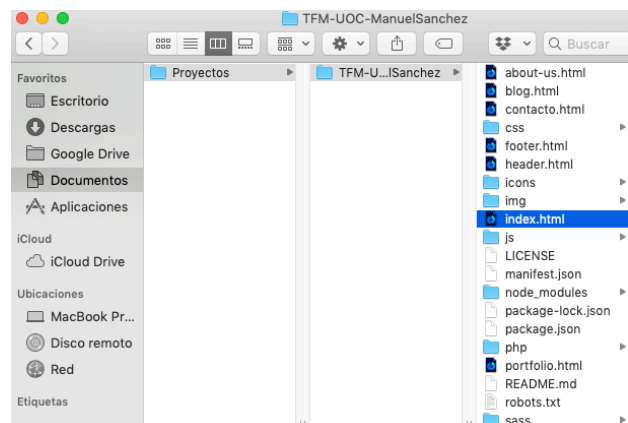 TFM-UOC-ManuelSanchez
Buscar
Favoritos
Escritorio
Descargas
Google Drive
Documentos
Aplicaciones
iCloud
iCloud Drive
Ubicaciones
MacBook Pr...
Disco remoto
Red
Etiquetas
Proyectos
TFM-U...lSanchez
about-us.html
blog.html
contacto.html
css
footer.html
header.html
icons
img
index.html
js
LICENSE
manifest.json
node_modules
package-lock.json
package.json
php
portfolio.html
README.md
robots.txt
sass